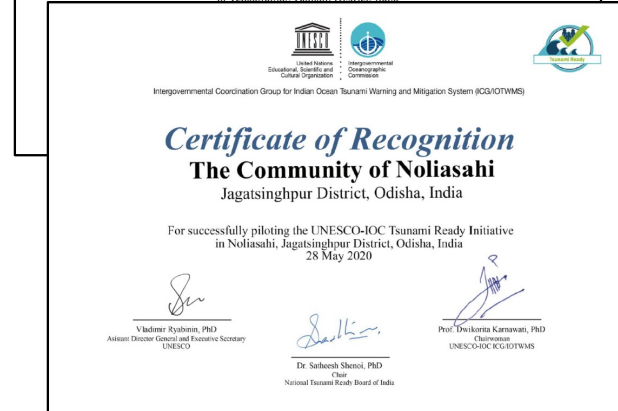 UNESCO
United Nations
Educational, Scientific and
Cultural Organization
Intergovernmental
Oceanographic
Commission
Tsunami Ready
Intergovernmental Coordination Group for Indian Ocean Tsunami Warning and Mitigation System (ICG/IOTWMS)
Certificate of Recognition
The Community of Noliasahi
Jagatsinghpur District, Odisha, India
For successfully piloting the UNESCO-IOC Tsunami Ready Initiative
in Noliasahi, Jagatsinghpur District, Odisha, India
28 May 2020
Vladimir Ryabinin, PhD
Asistant Director General and Executive Secretary
UNESCO
Dr. Satheesh Shenoi, PhD
Chair
National Tsunami Ready Board of India
Prof. Dwikorita Karnawati, PhD
Chairwoman
UNESCO-IOC ICG/IOTWMS